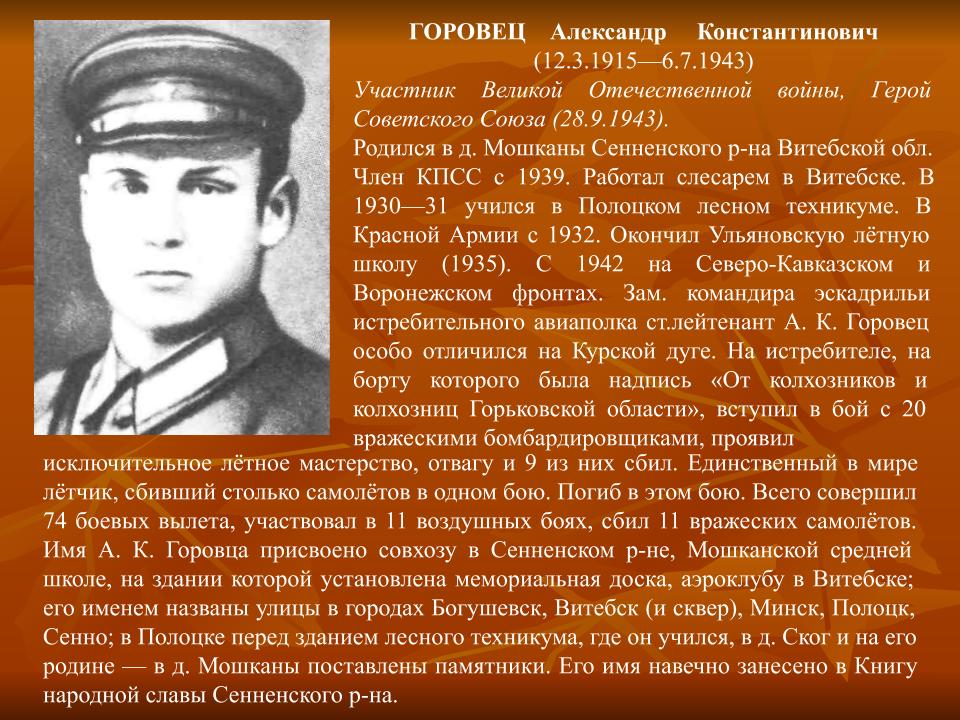 ГОРОВЕЦ Александр Константинович
(12.3.1915—6.7.1943)
Участник Великой Отечественной войны, Герой
Советского Союза (28.9.1943).
Родился в д. Мошканы Сенненского р-на Витебской обл.
Член КПСС с 1939. Работал слесарем в Витебске. В
1930—31 учился в Полоцком лесном техникуме. В
Красной Армии с 1932. Окончил Ульяновскую лётную
школу (1935). С 1942 на Северо-Кавказском и
Воронежском фронтах. Зам. командира эскадрильи
истребительного авиаполка ст.лейтенант А. К. Горовец
особо отличился на Курской дуге. На истребителе, на
борту которого была надпись «От колхозников и
колхозниц Горьковской области», вступил в бой с 20
вражескими бомбардировщиками, проявил
исключительное лётное мастерство, отвагу и 9 из них сбил. Единственный в мире
лётчик, сбивший столько самолётов в одном бою. Погиб в этом бою. Всего совершил
74 боевых вылета, участвовал в 11 воздушных боях, сбил 11 вражеских самолётов.
Имя А. К. Горовца присвоено совхозу в Сенненском р-не, Мошканской средней
школе, на здании которой установлена мемориальная доска, аэроклубу в Витебске;
его именем названы улицы в городах Богушевск, Витебск (и сквер), Минск, Полоцк,
Сенно; в Полоцке перед зданием лесного техникума, где он учился, в д. Ског и на его
родине — в д. Мошканы поставлены памятники. Его имя навечно занесено в Книгу
народной славы Сенненского р-на.